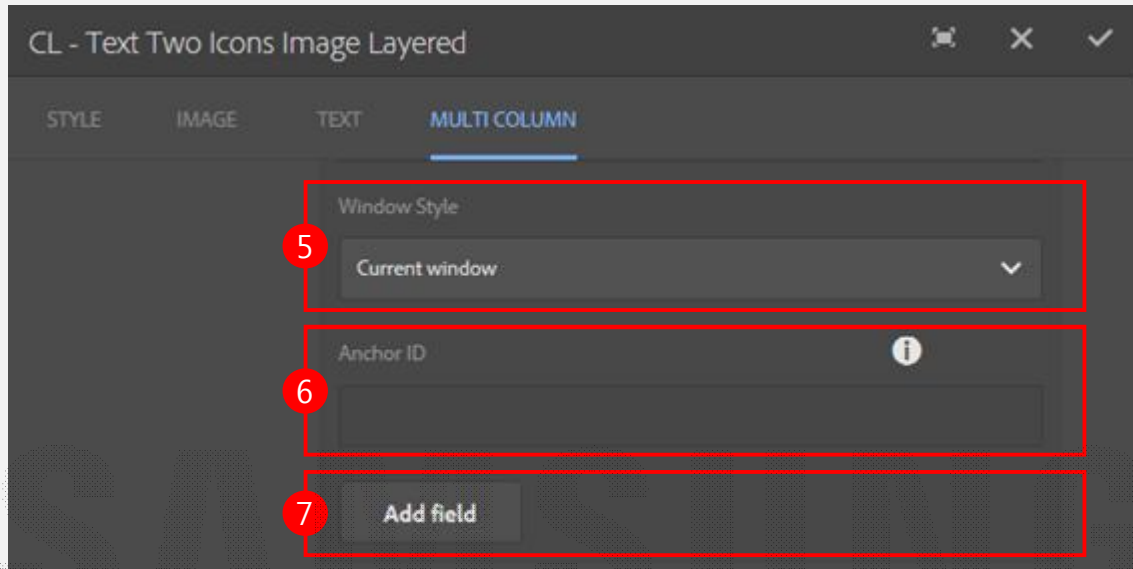 CL - Text Two Icons Image Layered
STYLE IMAGE TEXT MULTI COLUMN
Window Style
5
Current window
Anchor ID
6
7
Add field
SAMSUNG